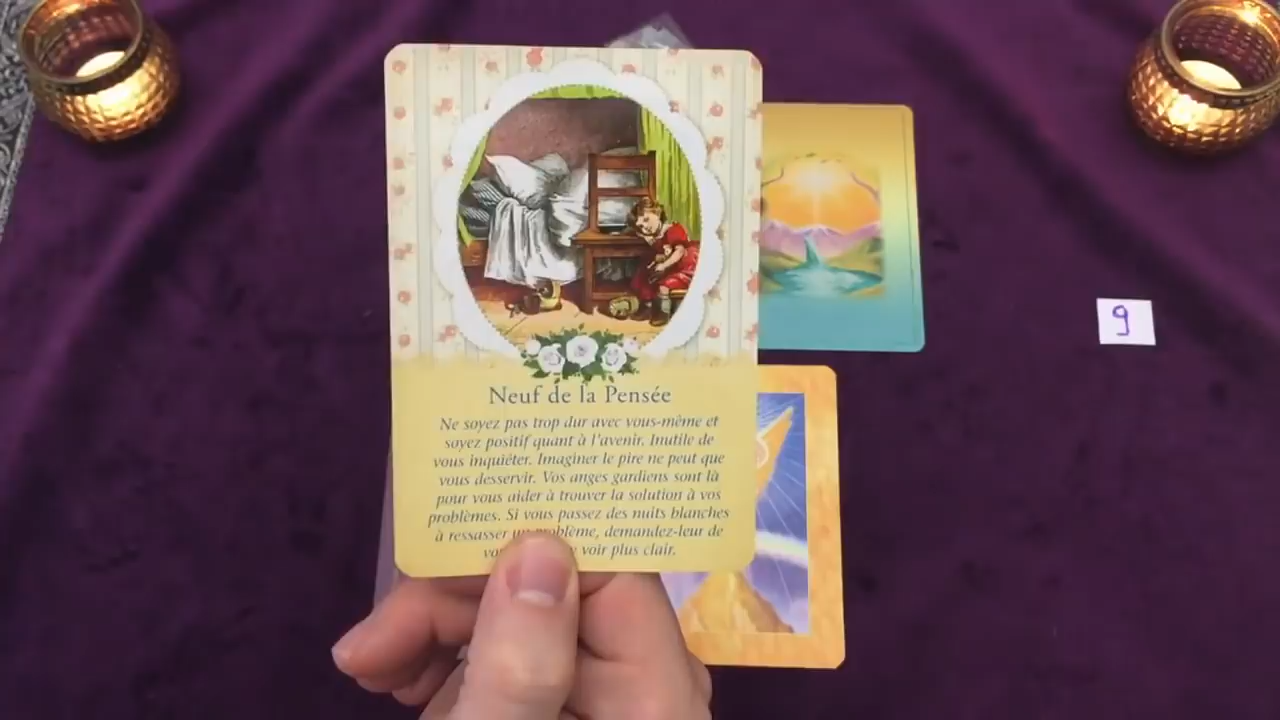 Neuf de la Pensée
Ne soyez pas trop dur avec vous-même et
soyez positif quant à l'avenir. Inutile de
vous inquiéter. Imaginer le pire ne peut que
vous desservir. Vos anges gardiens sont là
pour vous aider à trouver la solution à vos
problèmes. Si vous passez des nuits blanches
à ressasser un problème, demandez-leur de
voir plus clair.
9